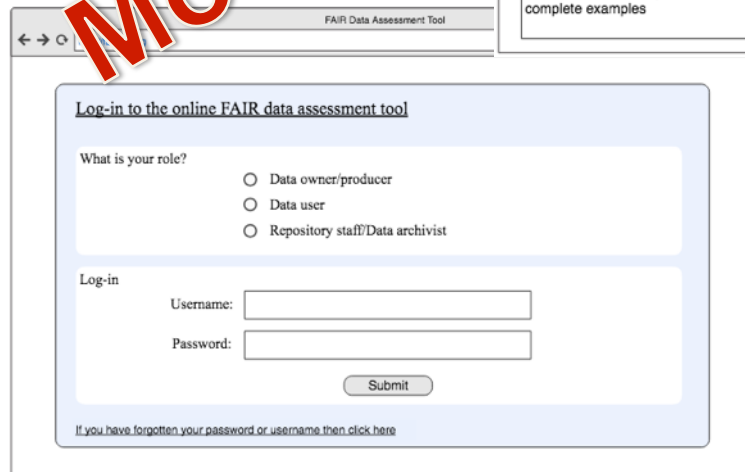 complete examples
FAIR Data Assessment Tool
Log-in to the online FAIR data assessment tool
What is your role?
Data owner/producer
Data user
Repository staff/Data archivist
Log-in
Username:
Password:
Submit
If you have forgotten your password or username then click here